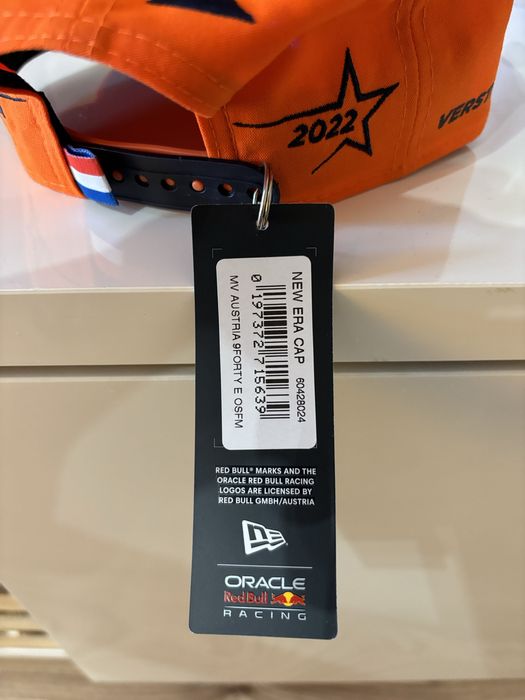 2022
VERST
NEW ERA CAP 60428024
0 197372 715639
MV AUSTRIA 9FORTY E OSFM
RED BULL® MARKS AND THE
ORACLE RED BULL RACING
LOGOS ARE LICENSED BY
RED BULL GMBH/AUSTRIA
ORACLE
Red Bull
RACING